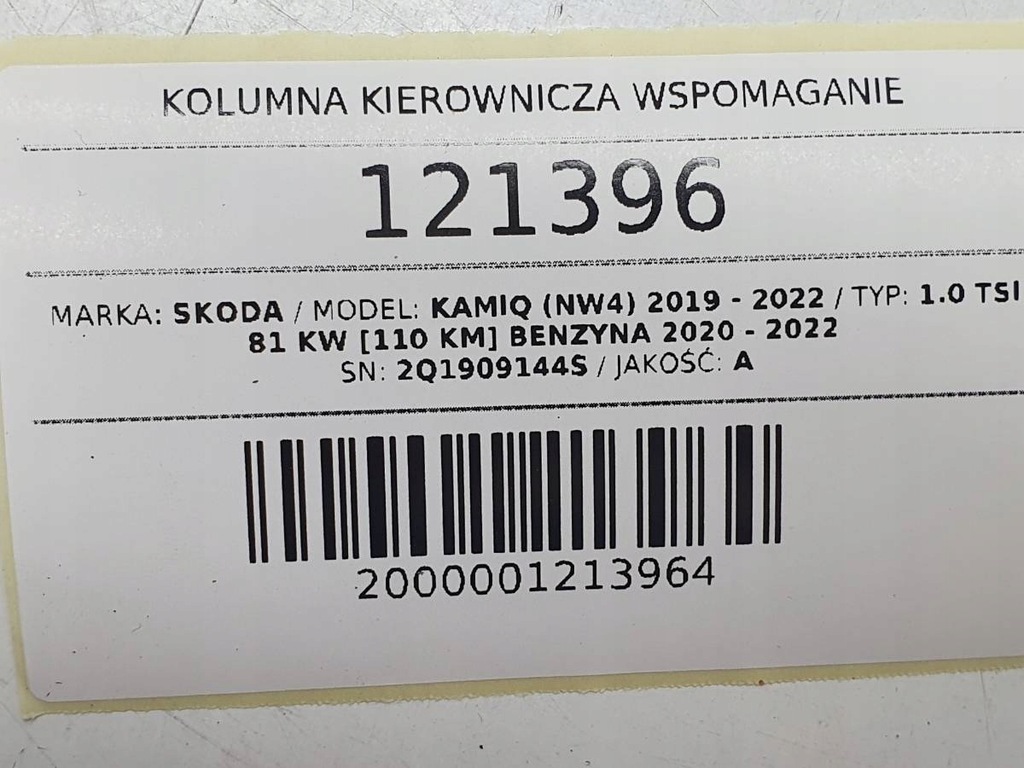 KOLUMNA KIEROWNICZA WSPOMAGANIE
121396
MARKA: SKODA / MODEL: KAMIQ (NW4) 2019 - 2022 / TYP: 1.0 TSI
81 KW [110 KM] BENZYNA 2020 - 2022
SN: 2Q1909144S / JAKOŚĆ: A
2000001213964